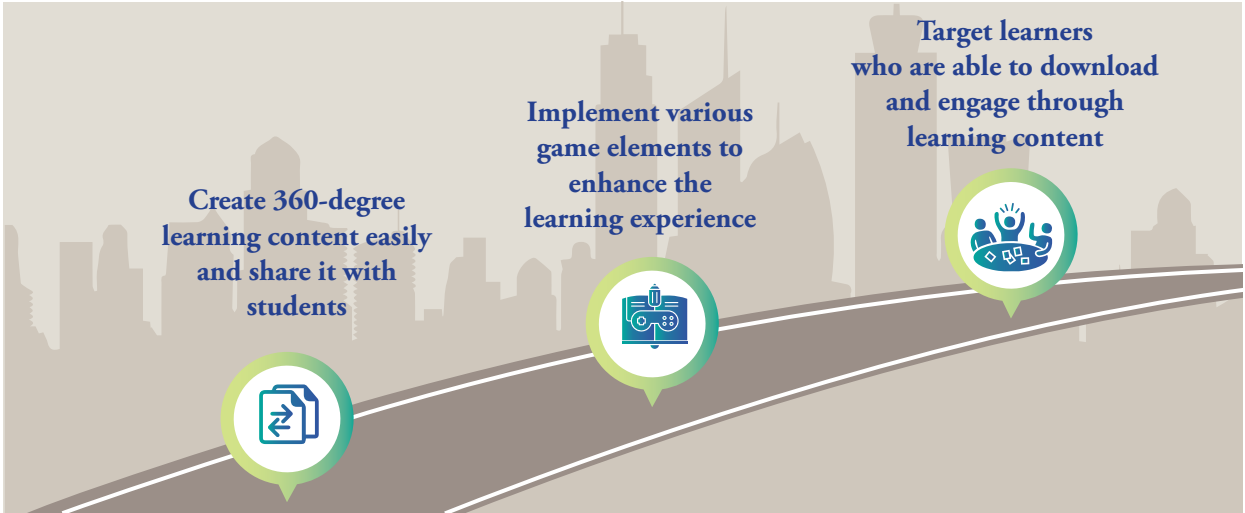 Create 360-degree
learning content easily
and share it with
students
Implement various
game elements to
enhance the
learning experience
Target learners
who are able to download
and engage through
learning content